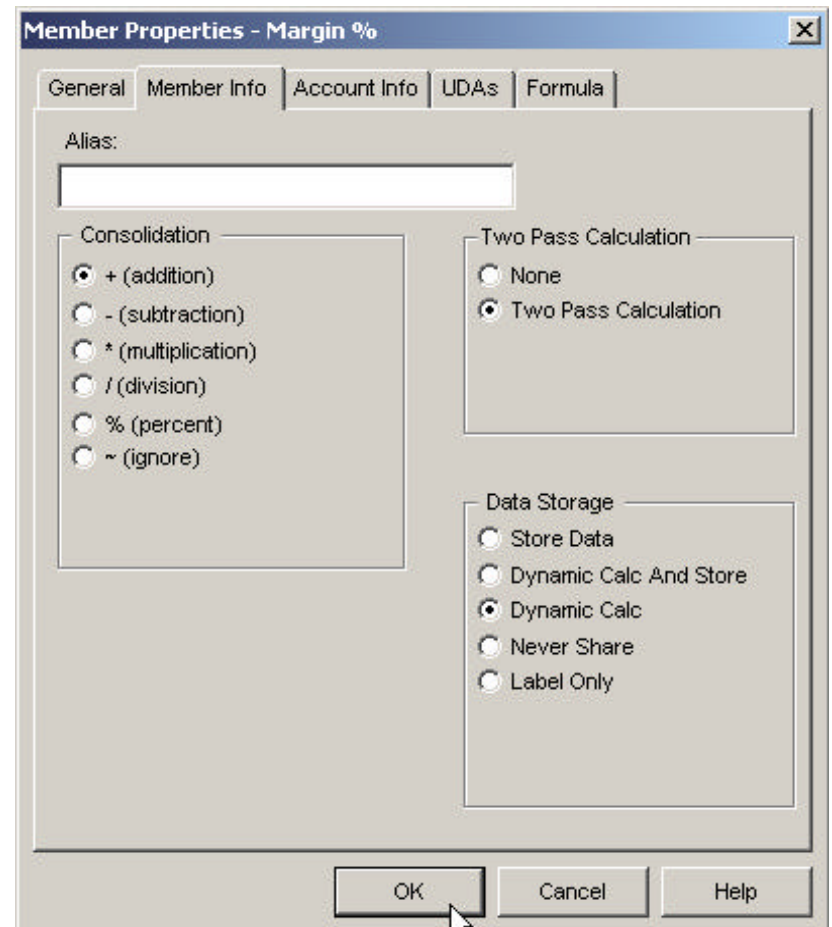 Member Properties - Margin %
General Member Info Account Info UDAs Formula
Alias:
Consolidation
+ (addition)
- (subtraction)
* (multiplication)
/ (division)
% (percent)
~ (ignore)
Two Pass Calculation
None
Two Pass Calculation
Data Storage
Store Data
Dynamic Calc And Store
Dynamic Calc
Never Share
Label Only
OK Cancel Help